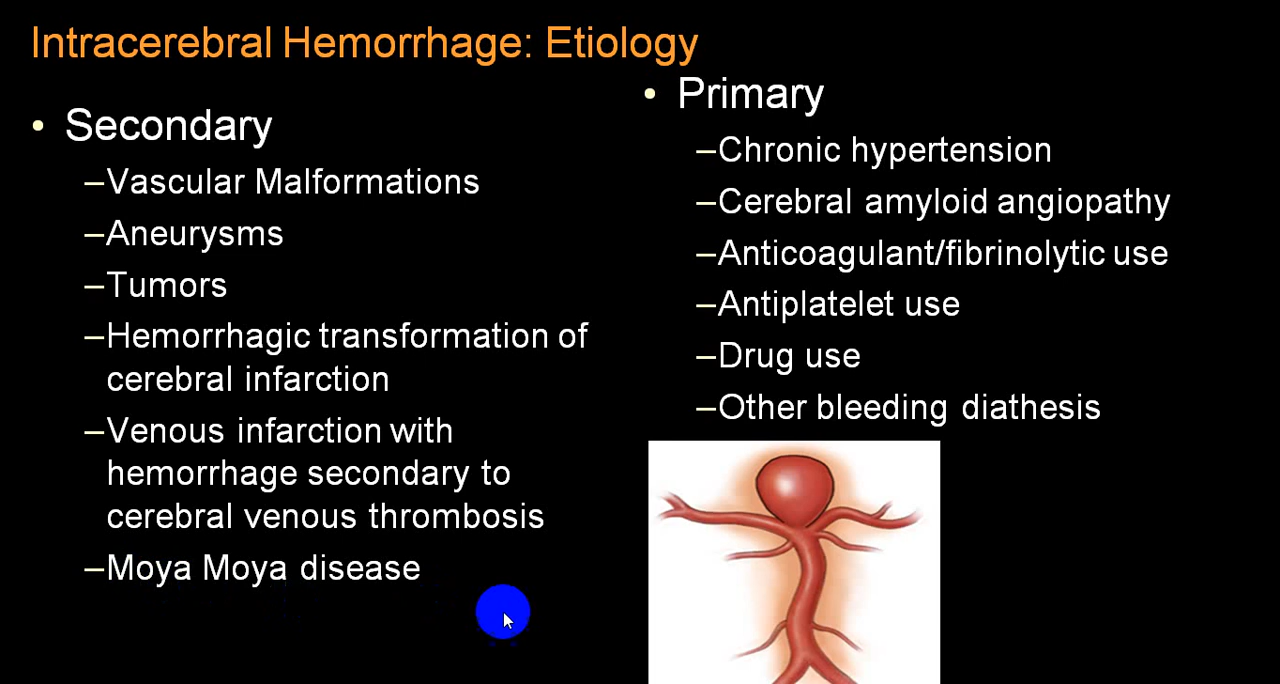 Intracerebral Hemorrhage: Etiology
• Secondary
–Vascular Malformations
–Aneurysms
–Tumors
–Hemorrhagic transformation of
cerebral infarction
–Venous infarction with
hemorrhage secondary to
cerebral venous thrombosis
–Moya Moya disease
• Primary
–Chronic hypertension
–Cerebral amyloid angiopathy
–Anticoagulant/fibrinolytic use
–Antiplatelet use
–Drug use
–Other bleeding diathesis